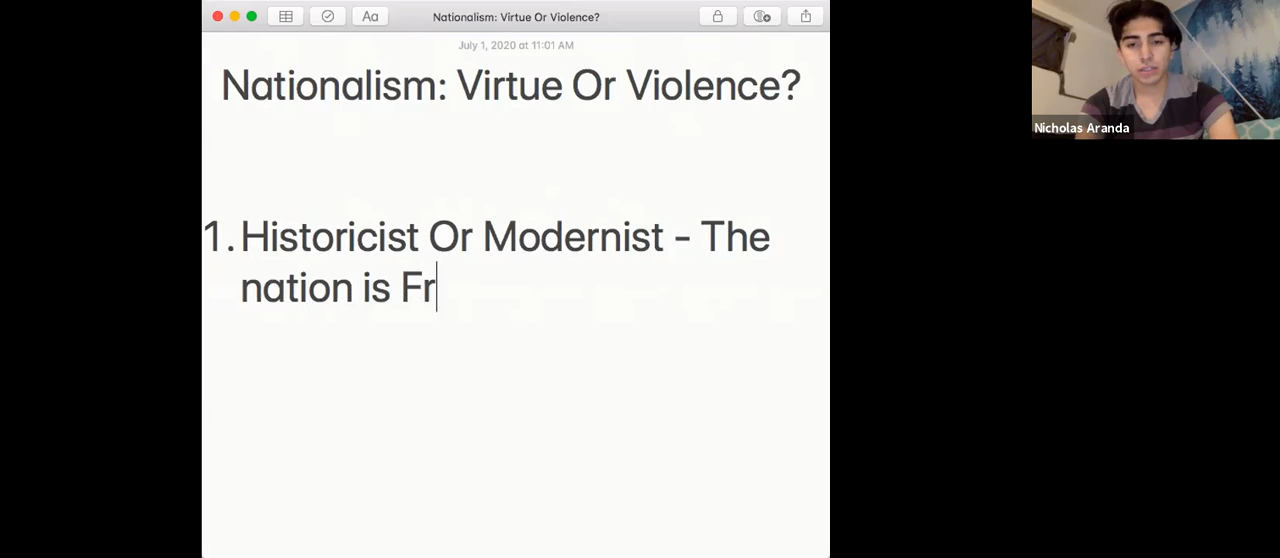 Aa
Nationalism: Virtue Or Violence?
July 1, 2020 at 11:01 AM
Nationalism: Virtue Or Violence?
1. Historicist Or Modernist - The
nation is Fr
Nicholas Aranda